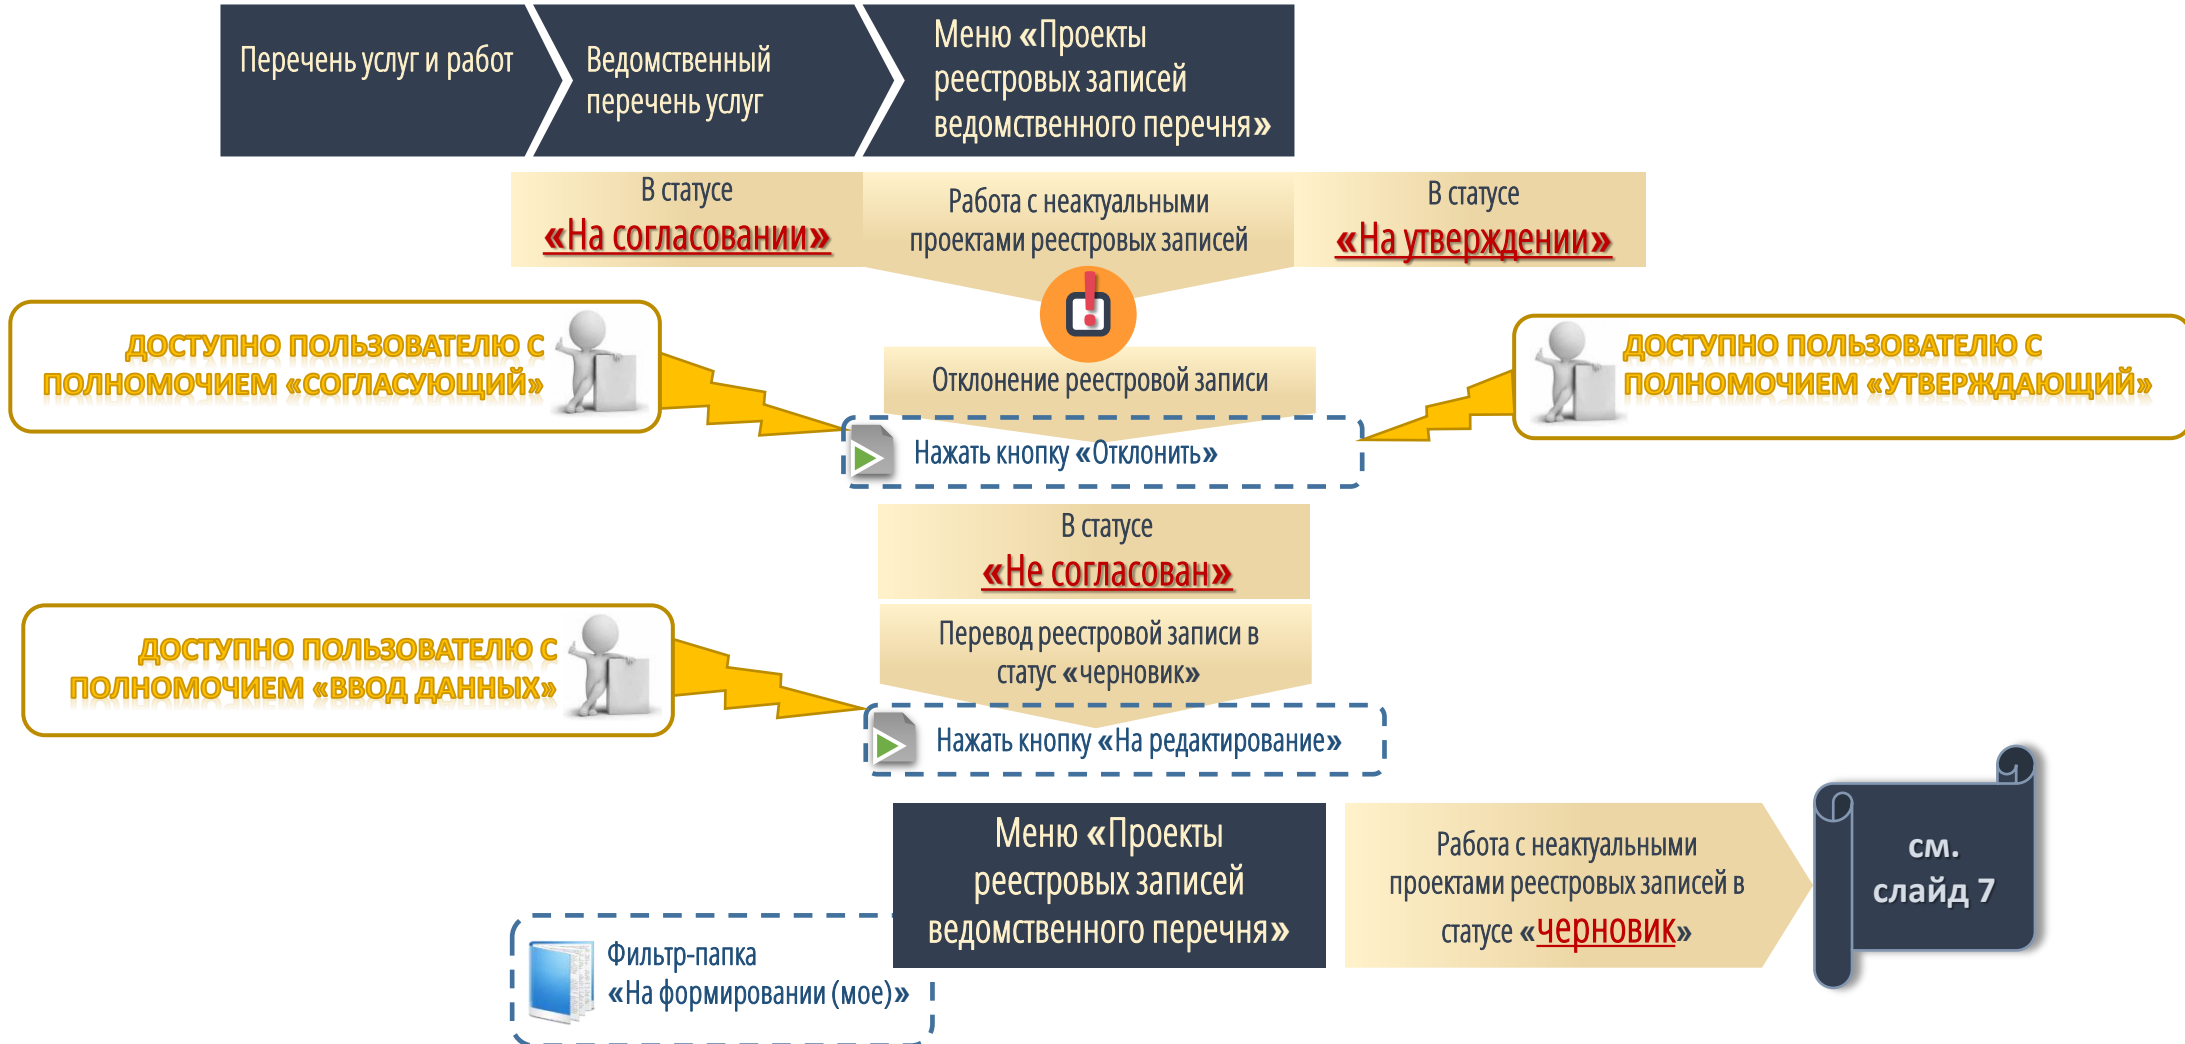 Перечень услуг и работ
Ведомственный
перечень услуг
Меню «Проекты
реестровых записей
ведомственного перечня»
В статусе
«На согласовании»
Работа с неактуальными
проектами реестровых записей
В статусе
«На утверждении»
ДОСТУПНО ПОЛЬЗОВАТЕЛЮ С
ПОЛНОМОЧИЕМ «СОГЛАСУЮЩИЙ»
ДОСТУПНО ПОЛЬЗОВАТЕЛЮ С
ПОЛНОМОЧИЕМ «УТВЕРЖДАЮЩИЙ»
Отклонение реестровой записи
Нажать кнопку «Отклонить»
В статусе
«Не согласован»
ДОСТУПНО ПОЛЬЗОВАТЕЛЮ С
ПОЛНОМОЧИЕМ «ВВОД ДАННЫХ»
Перевод реестровой записи в
статус «черновик»
Нажать кнопку «На редактирование»
Меню «Проекты
реестровых записей
ведомственного перечня»
Работа с неактуальными
проектами реестровых записей в
статусе «черновик»
см.
слайд 7
Фильтр-папка
«На формировании (мое)»